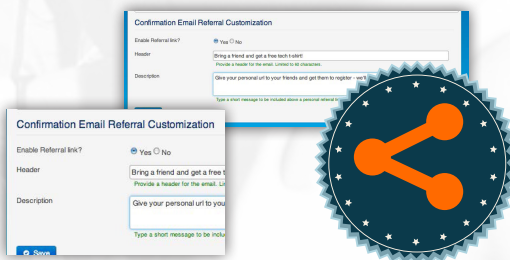 Confirmation Email Referral Customization
Enable Referral link?
Yes No
Header
Bring a friend and get a free tech t-shirt!
Provide a header for the email. Limited to 60 characters.
Description
Give your personal url to your friends and get them to register - we'll
Type a short message to be included above a personal referral
Confirmation Email Referral Customization
Enable Referral link?
Yes No
Header
Bring a friend and get a free t
Provide a header for the email.
Description
Give your personal url to you
Type a short message to be
Save